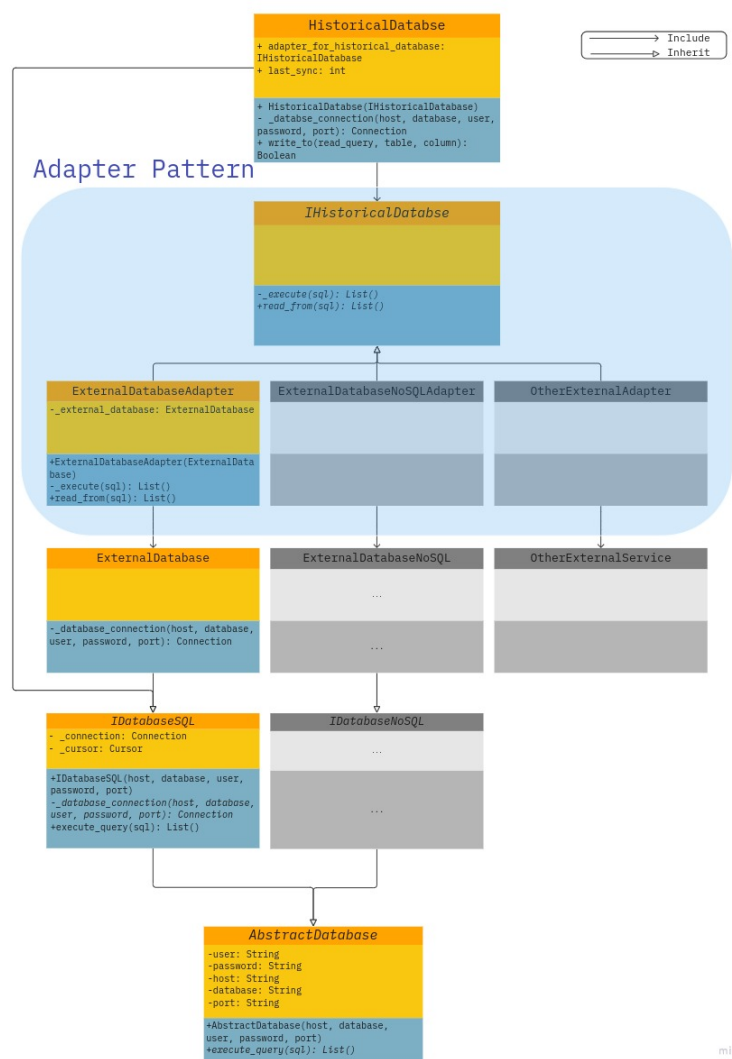 HistoricalDatabse
+ adapter_for_historical_database:
IHistoricalDatabase
+ last_sync: int
+ HistoricalDatabse(IHistoricalDatabase)
- _databse_connection(host, database, user,
password, port): Connection
+ write_to(read_query, table, column):
Boolean
Include
Inherit
Adapter Pattern
IHistoricalDatabse
-_execute(sql): List()
+read_from(sql): List()
ExternalDatabaseAdapter
-_external_database: ExternalDatabase
+ExternalDatabaseAdapter(ExternalData
base)
-_execute(sql): List()
+read_from(sql): List()
ExternalDatabaseNoSQLAdapter
OtherExternalAdapter
ExternalDatabase
-_database_connection(host, database,
user, password, port): Connection
ExternalDatabaseNoSQL
...
...
OtherExternalService
IDatabaseSQL
- _connection: Connection
- _cursor: Cursor
+IDatabaseSQL(host, database, user,
password, port)
-_database_connection(host, database,
user, password, port): Connection
+execute_query(sql): List()
IDatabaseNoSQL
...
...
AbstractDatabase
-user: String
-password: String
-host: String
-database: String
-port: String
+AbstractDatabase(host, database,
user, password, port)
+execute_query(sql): List()